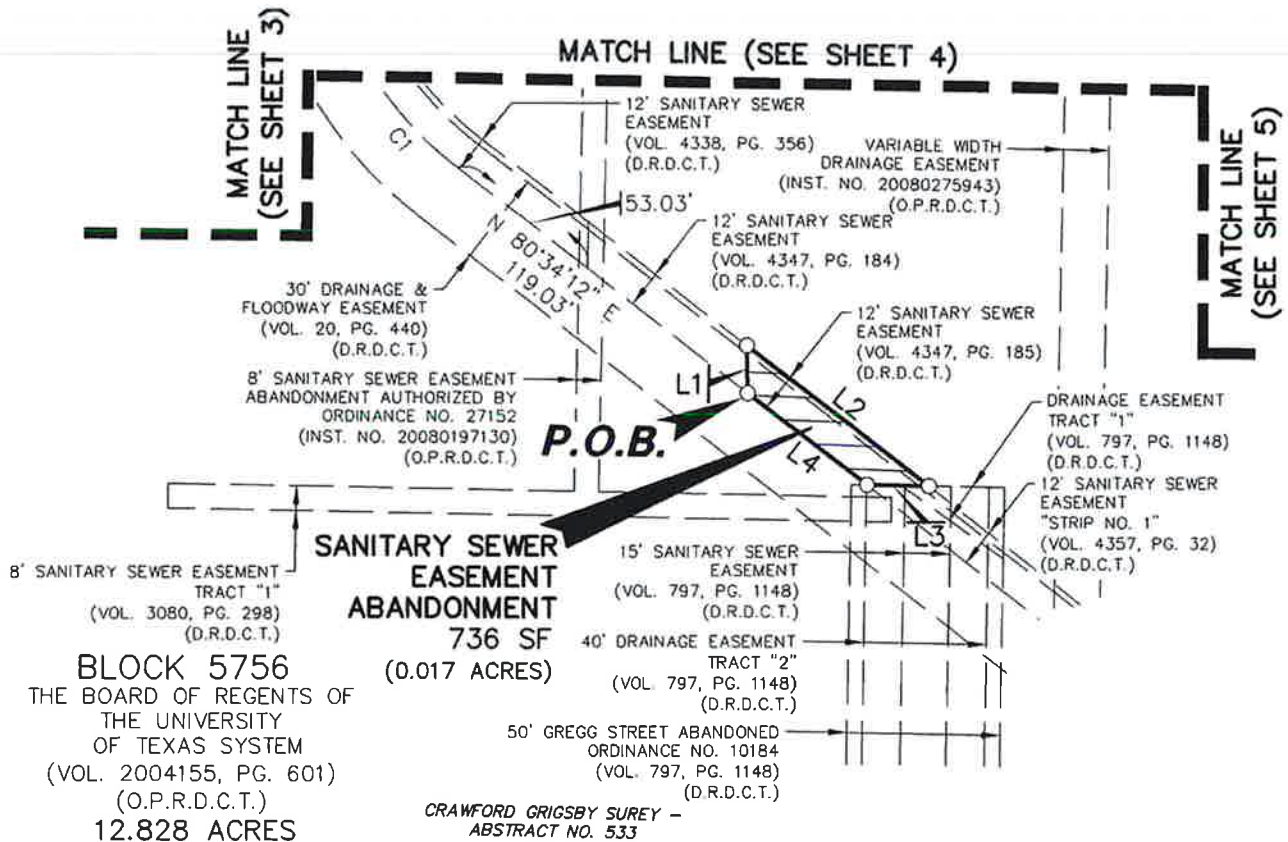 MATCH LINE
(SEE SHEET 3)
MATCH LINE (SEE SHEET 4)
MATCH LINE
(SEE SHEET 5)
12' SANITARY SEWER
EASEMENT
(VOL. 4338, PG. 356)
(D.R.D.C.T.)
VARIABLE WIDTH
DRAINAGE EASEMENT
(INST. NO. 20080275943)
(O.P.R.D.C.T.)
C1
53.03'
N 80°34'12" E
119.03'
12' SANITARY SEWER
EASEMENT
(VOL. 4347, PG. 184)
(D.R.D.C.T.)
30' DRAINAGE &
FLOODWAY EASEMENT
(VOL. 20, PG. 440)
(D.R.D.C.T.)
12' SANITARY SEWER
EASEMENT
(VOL. 4347, PG. 185)
(D.R.D.C.T.)
8' SANITARY SEWER EASEMENT
ABANDONMENT AUTHORIZED BY
ORDINANCE NO. 27152
(INST. NO. 20080197130)
(O.P.R.D.C.T.)
L1
L2
P.O.B.
L4
L3
DRAINAGE EASEMENT
TRACT "1"
(VOL. 797, PG. 1148)
(D.R.D.C.T.)
12' SANITARY SEWER
EASEMENT
"STRIP NO. 1"
(VOL. 4357, PG. 32)
(D.R.D.C.T.)
8' SANITARY SEWER EASEMENT
TRACT "1"
(VOL. 3080, PG. 298)
(D.R.D.C.T.)
SANITARY SEWER
EASEMENT
ABANDONMENT
736 SF
(0.017 ACRES)
15' SANITARY SEWER
EASEMENT
(VOL. 797, PG. 1148)
(D.R.D.C.T.)
40' DRAINAGE EASEMENT
TRACT "2"
(VOL. 797, PG. 1148)
(D.R.D.C.T.)
BLOCK 5756
THE BOARD OF REGENTS OF
THE UNIVERSITY
OF TEXAS SYSTEM
(VOL. 2004155, PG. 601)
(O.P.R.D.C.T.)
12.828 ACRES
50' GREGG STREET ABANDONED
ORDINANCE NO. 10184
(VOL. 797, PG. 1148)
(D.R.D.C.T.)
CRAWFORD GRIGSBY SUREY -
ABSTRACT NO. 533